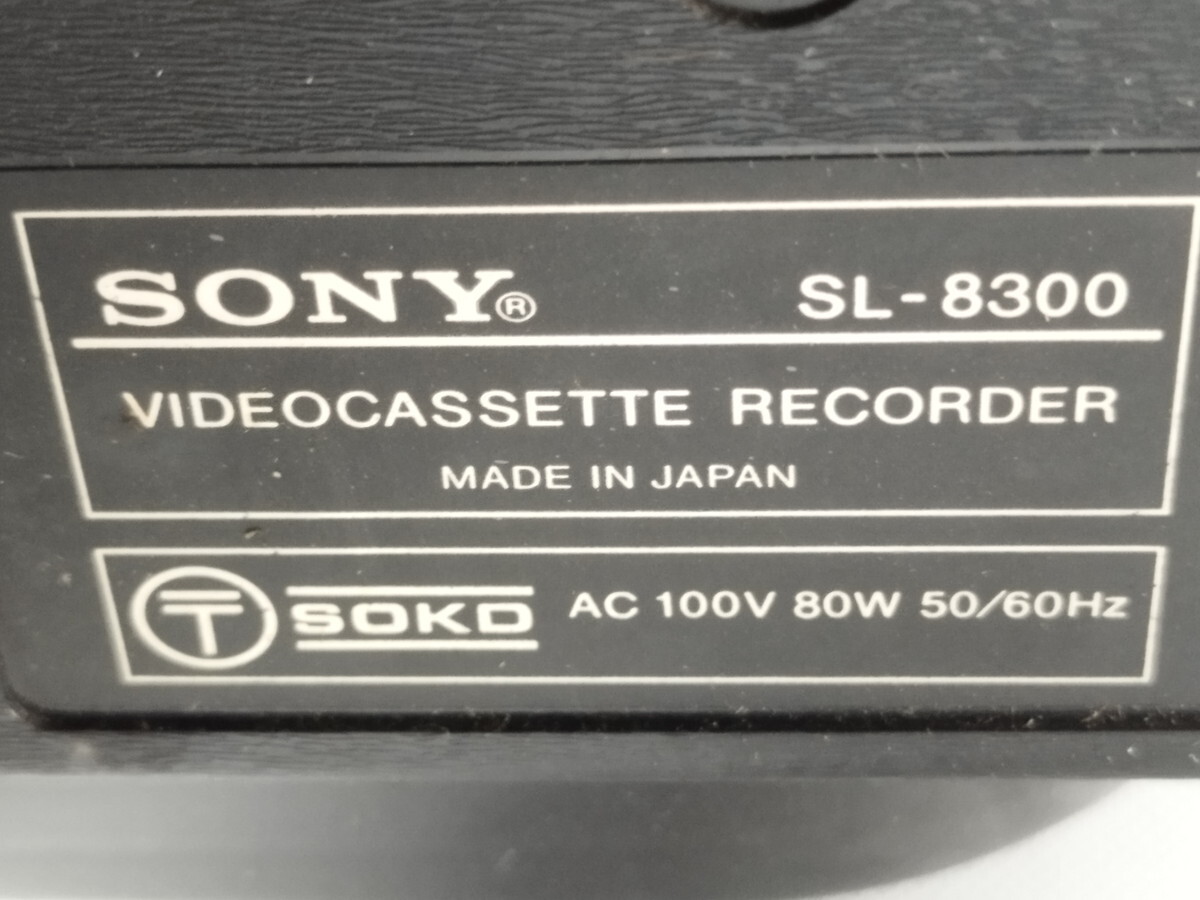 SONY® SL-8300
VIDEOCASSETTE RECORDER
MADE IN JAPAN
〒 SOKD AC 100V 80W 50/60Hz